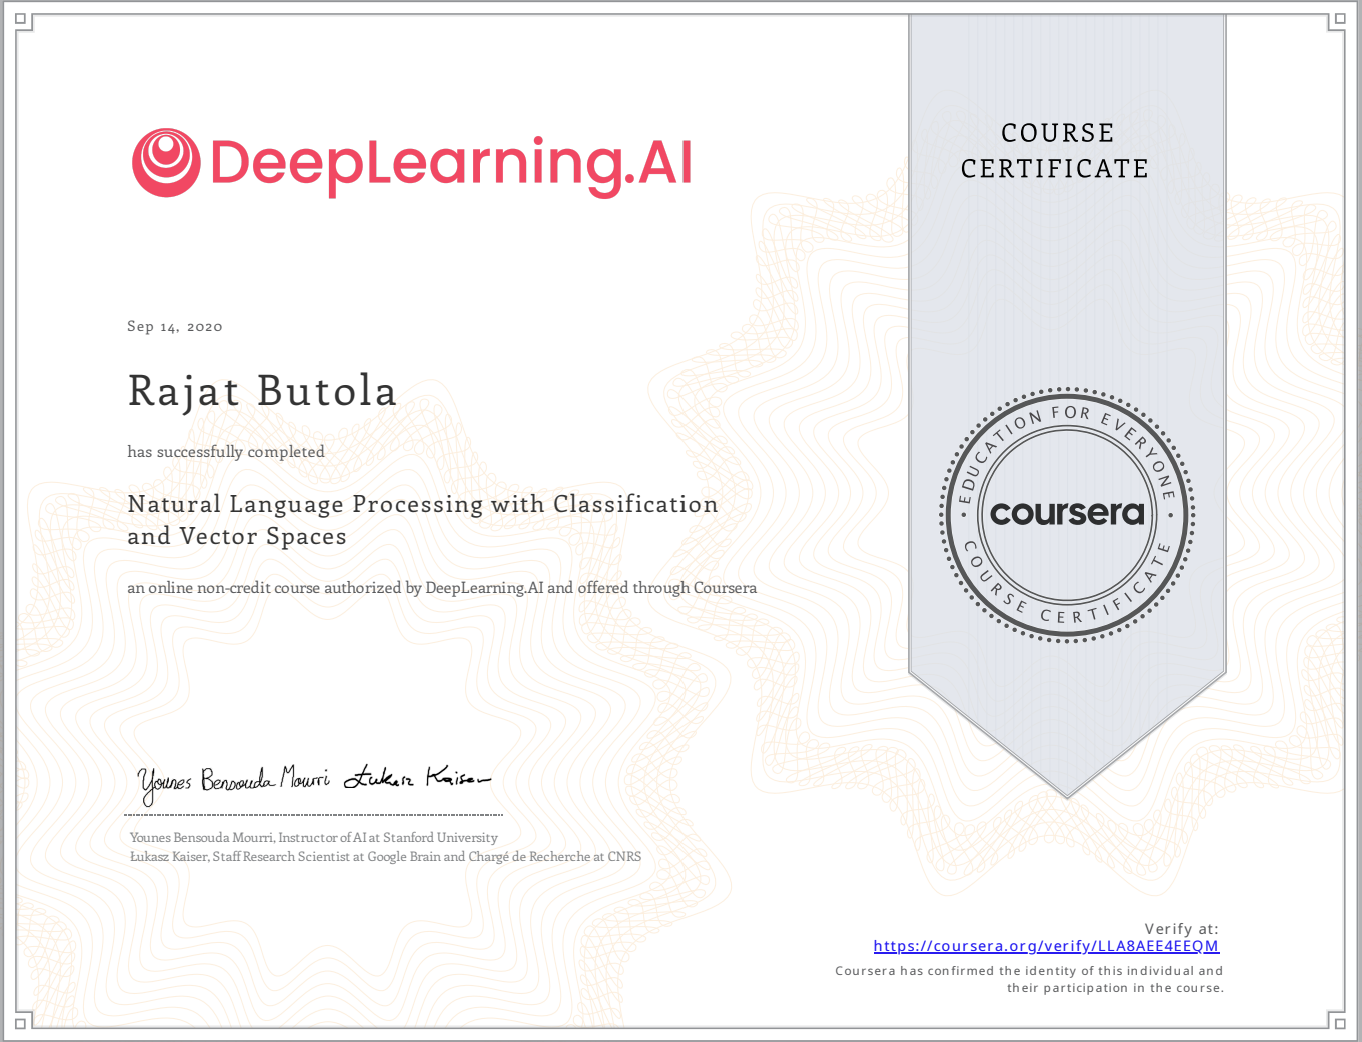 DeepLearning.AI
COURSE
CERTIFICATE
Sep 14, 2020
Rajat Butola
has successfully completed
Natural Language Processing with Classification
and Vector Spaces
an online non-credit course authorized by DeepLearning.AI and offered through Coursera
EDUCATION FOR EVERYONE
coursera
COURSE CERTIFICATE
Younes Bensouda Mourri Łukasz Kaiser
Younes Bensouda Mourri, Instructor of AI at Stanford University
Łukasz Kaiser, Staff Research Scientist at Google Brain and Chargé de Recherche at CNRS
Verify at:
https://coursera.org/verify/LLA8AEE4EEQM
Coursera has confirmed the identity of this individual and
their participation in the course.